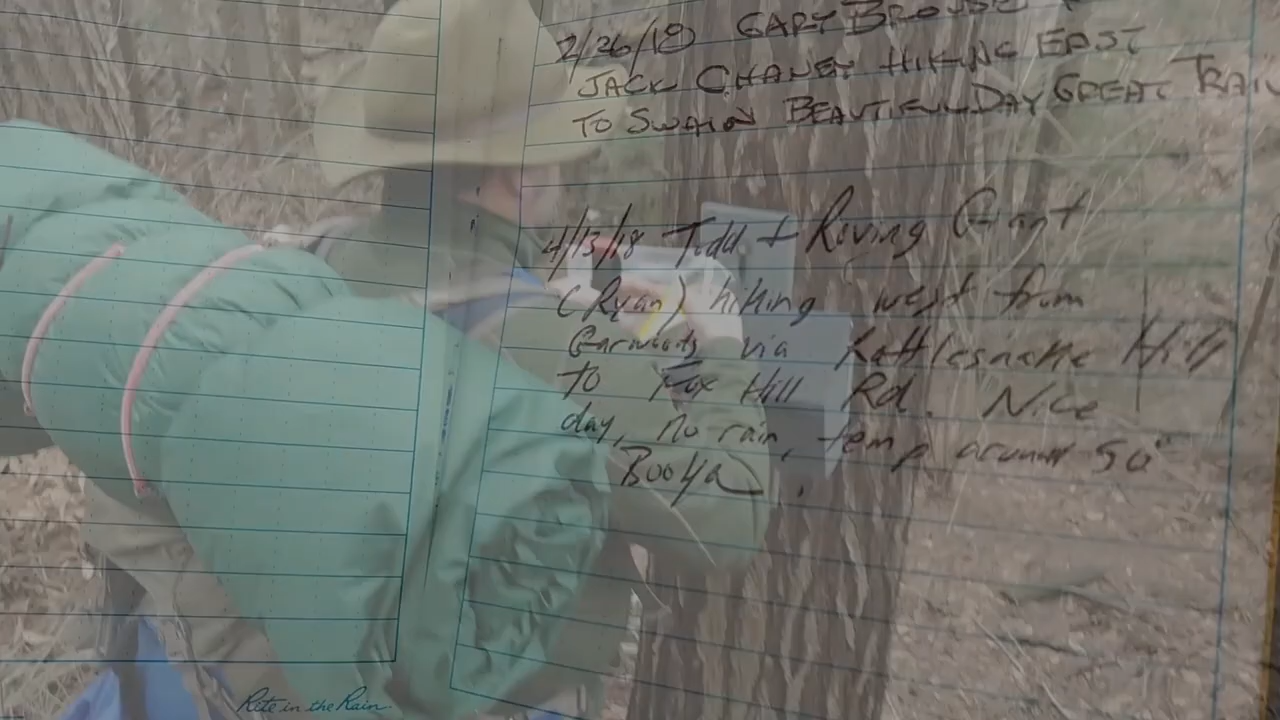 2/26/18 GARY BROUSE
JACK CHANEY HIKING EAST
TO SWAIN BEAUTIFUL DAY GREAT TRAIL
4/13/18 Todd + Roving Giant
(Ryan) hiking west from
Garwoods via Rattlesnake Hill
to Fox Hill Rd. Nice
day, no rain, temp around 50°
Booya.
Rite in the Rain